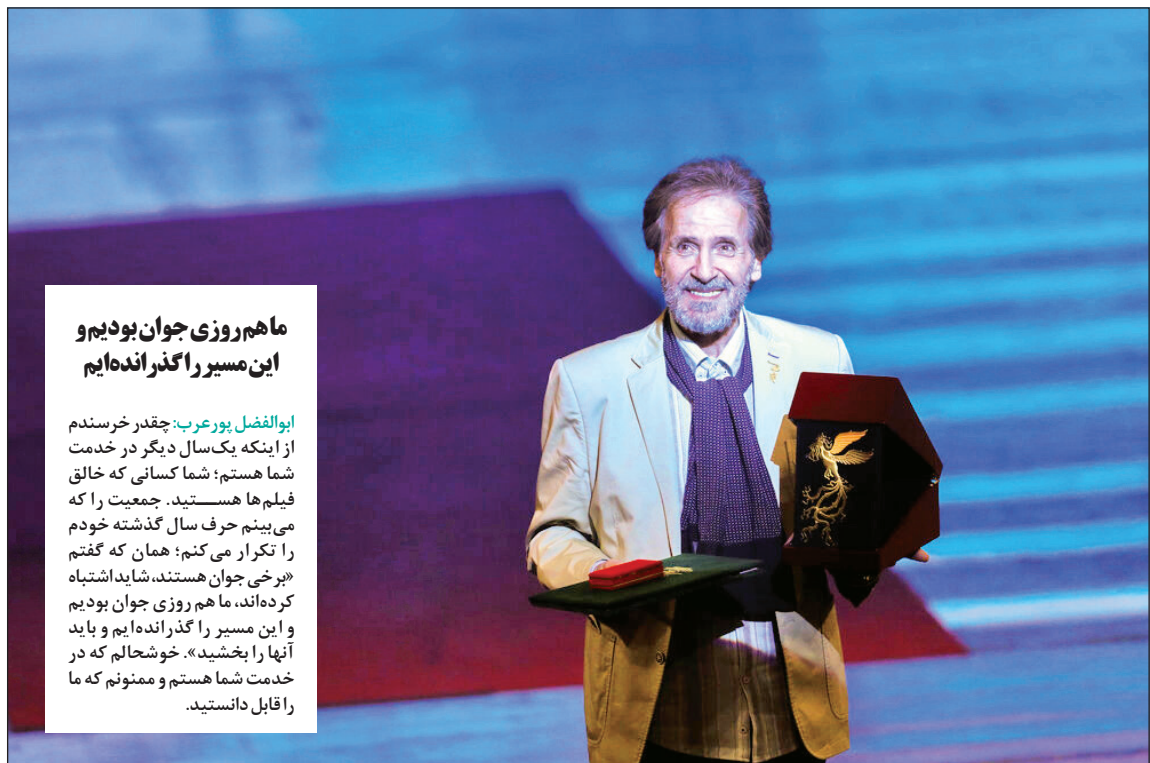 ما هم روزی جوان بودیم و
این مسیر را گذرانده‌ایم
ابوالفضل پورعرب: چقدر خرسندم
از اینکه یک‌سال دیگر در خدمت
شما هستم؛ شما کسانی که خالق
فیلم‌ها هستید. جمعیت را که
می‌بینم حرف سال گذشته خودم
را تکرار می‌کنم؛ همان که گفتم
«برخی جوان هستند، شاید اشتباه
کرده‌اند، ما هم روزی جوان بودیم
و این مسیر را گذرانده‌ایم و باید
آنها را بخشید». خوشحالم که در
خدمت شما هستم و ممنونم که ما
را قابل دانستید.